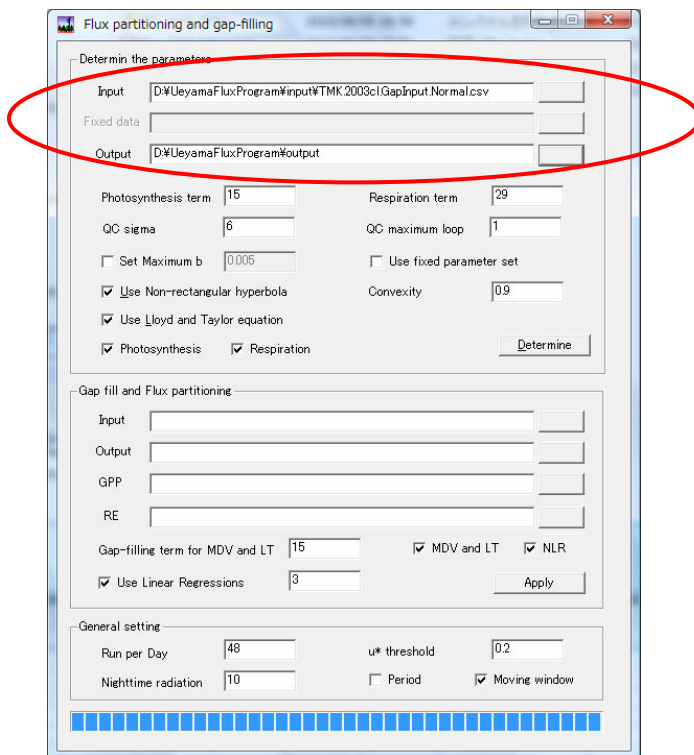 Flux partitioning and gap-filling
Determin the parameters
Input D:¥UeyamaFluxProgram¥input¥TMK.2003cl.GapInput.Normal.csv
Fixed data
Output D:¥UeyamaFluxProgram¥output
Photosynthesis term 15 Respiration term 29
QC sigma 6 QC maximum loop 1
Set Maximum b 0.005 Use fixed parameter set
Use Non-rectangular hyperbola Convexity 0.9
Use Lloyd and Taylor equation
Photosynthesis Respiration Determine
Gap fill and Flux partitioning
Input
Output
GPP
RE
Gap-filling term for MDV and LT 15 MDV and LT NLR
Use Linear Regressions 3 Apply
General setting
Run per Day 48 u* threshold 0.2
Nighttime radiation 10 Period Moving window